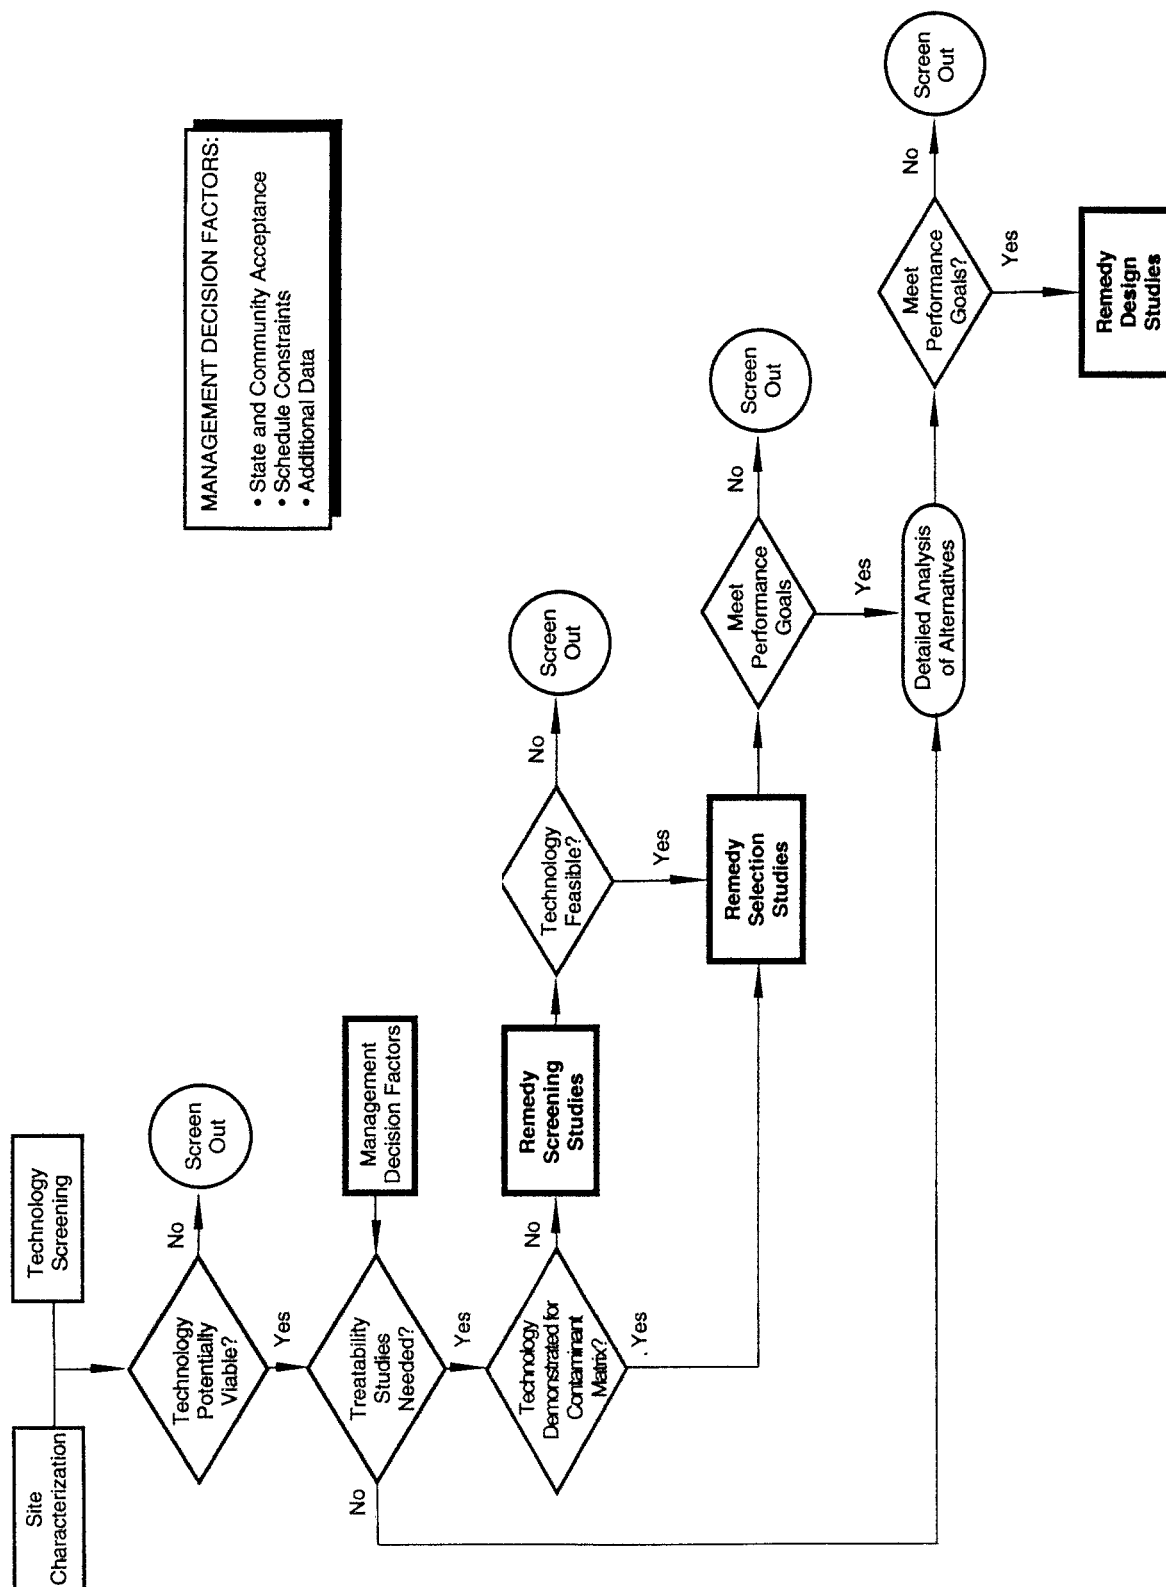 Site
Characterization
Technology
Screening
Technology
Potentially
Viable?
No
Screen
Out
Yes
Management
Decision Factors
Treatability
Studies
Needed?
No
Yes
Technology
Demonstrated for
Contaminant
Matrix?
No
. Yes
Remedy
Screening
Studies
Technology
Feasible?
No
Screen
Out
Yes
Remedy
Selection
Studies
Meet
Performance
Goals
No
Screen
Out
Yes
Detailed Analysis
of Alternatives
Meet
Performance
Goals?
No
Screen
Out
Yes
Remedy
Design
Studies
MANAGEMENT DECISION FACTORS:
• State and Community Acceptance
• Schedule Constraints
• Additional Data